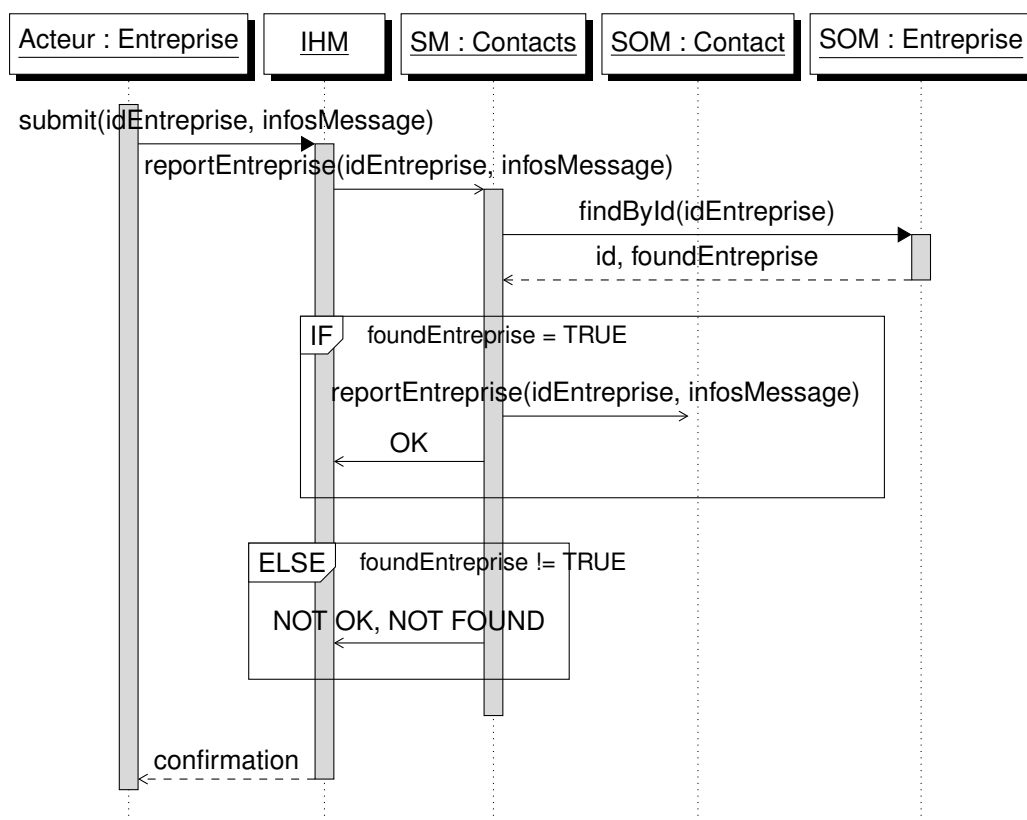 Acteur : Entreprise
IHM
SM : Contacts
SOM : Contact
SOM : Entreprise
submit(idEntreprise, infosMessage)
reportEntreprise(idEntreprise, infosMessage)
findById(idEntreprise)
id, foundEntreprise
IF
foundEntreprise = TRUE
reportEntreprise(idEntreprise, infosMessage)
OK
ELSE
foundEntreprise != TRUE
NOT OK, NOT FOUND
confirmation